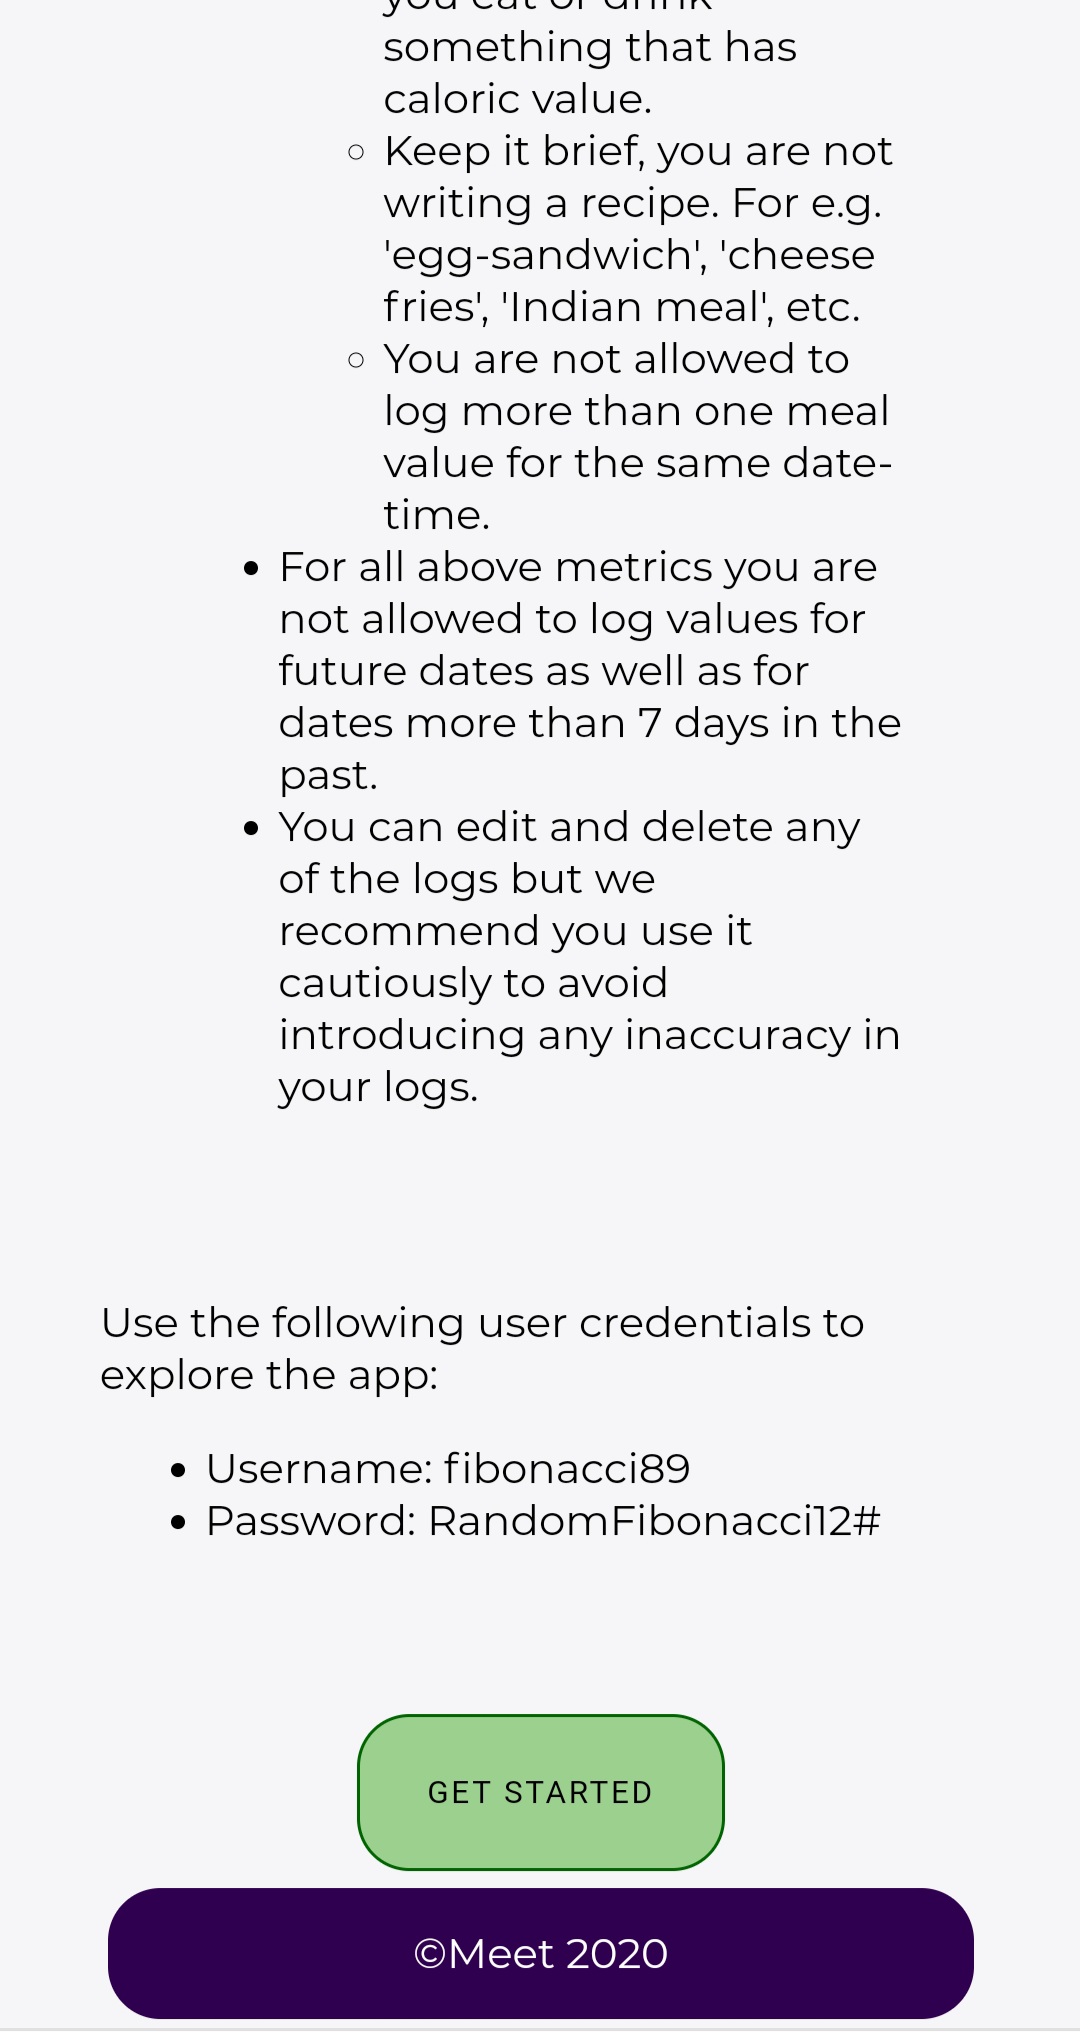 you eat or drink
something that has
caloric value.
Keep it brief, you are not
writing a recipe. For e.g.
'egg-sandwich', 'cheese
fries', 'Indian meal', etc.
You are not allowed to
log more than one meal
value for the same date-
time.
For all above metrics you are
not allowed to log values for
future dates as well as for
dates more than 7 days in the
past.
You can edit and delete any
of the logs but we
recommend you use it
cautiously to avoid
introducing any inaccuracy in
your logs.
Use the following user credentials to
explore the app:
Username: fibonacci89
Password: RandomFibonacci12#
GET STARTED
©Meet 2020